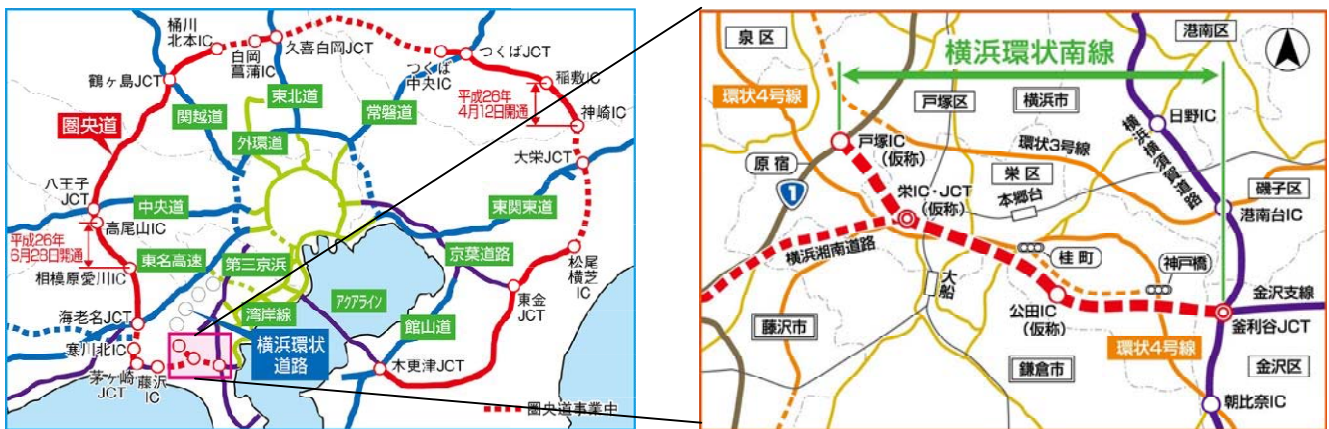 桶川
北本IC
白岡
菖蒲IC
久喜白岡JCT
つくばJCT
つくば
中央IC
稲敷IC
平成26年
4月12日開通
神崎IC
鶴ヶ島JCT
関越道
東北道
常磐道
外環道
圏央道
大栄JCT
八王子
JCT
中央道
高尾山IC
東関東道
平成26年
6月28日開通
東名高速
第三京浜
京葉道路
相模原愛川IC
松尾
横芝
IC
アクアライン
東金
JCT
湾岸線
館山道
海老名JCT
寒川北IC
横浜環状
道路
茅ヶ崎
JCT
藤沢
IC
木更津JCT
圏央道事業中
泉区
港南区
横浜環状南線
環状4号線
戸塚区
横浜市
日野IC
戸塚IC
(仮称)
環状3号線
横浜横須賀道路
原宿
1
栄区
磯子区
栄IC・JCT
(仮称)
本郷台
港南台IC
横浜湘南道路
桂町
神戸橋
大船
金沢支線
公田IC
(仮称)
釜利谷JCT
藤沢市
環状4号線
鎌倉市
金沢区
朝比奈IC